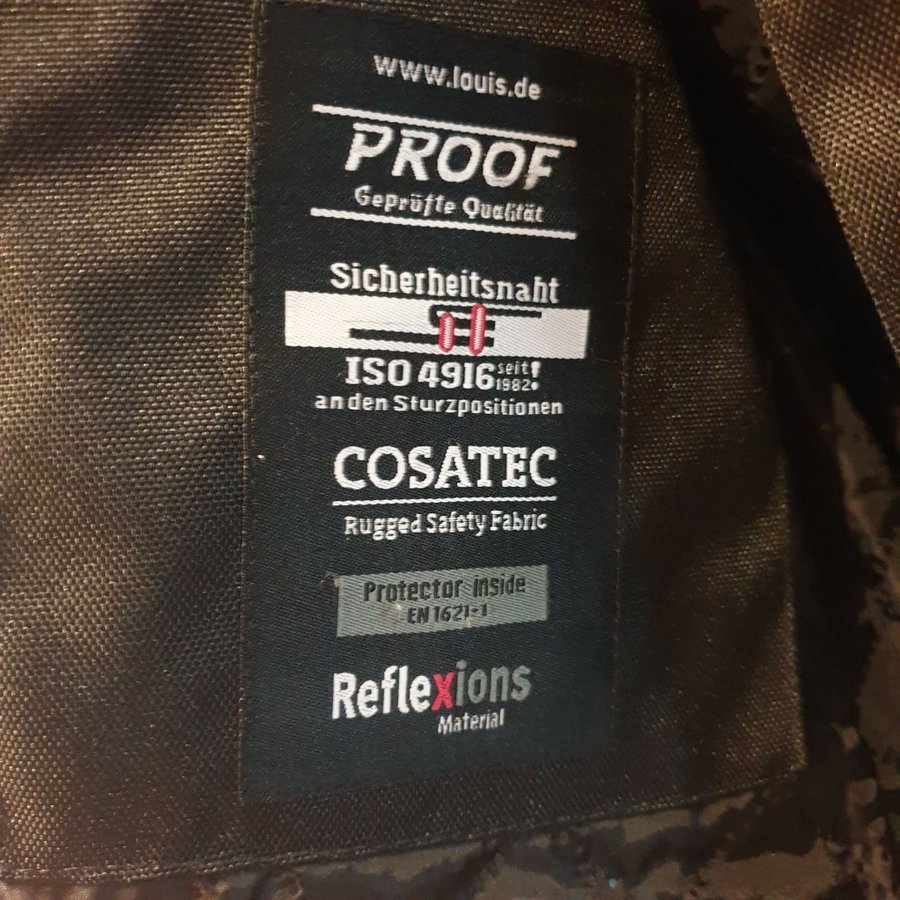 www.louis.de
PROOF
Geprüfte Qualität
Sicherheitsnaht
ISO 4916 seit 1982!
an den Sturzpositionen
COSATEC
Rugged Safety Fabric
Protector Inside
EN 1621-1
Reflexions
Material